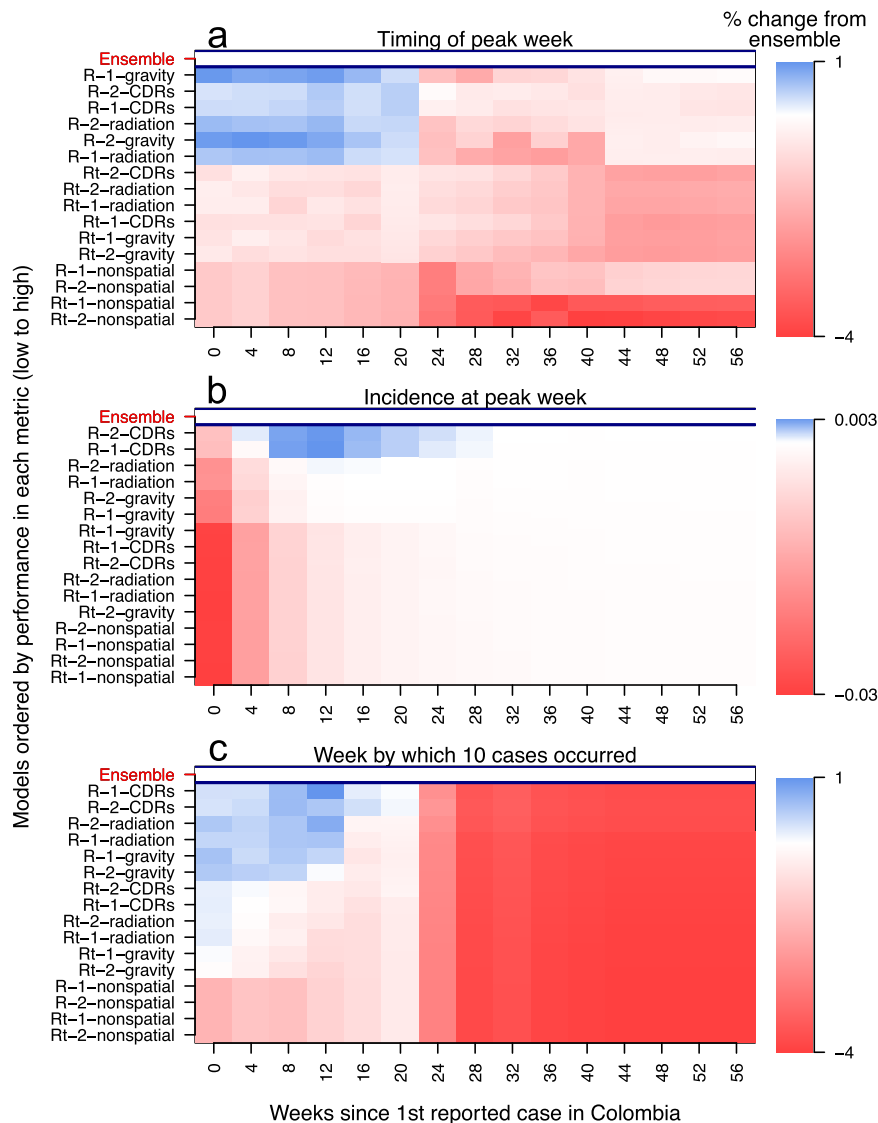 a
Timing of peak week
% change from
ensemble
Ensemble
R−1−gravity
R−2−CDRs
R−1−CDRs
R−2−radiation
R−2−gravity
R−1−radiation
Rt−2−CDRs
Rt−2−radiation
Rt−1−radiation
Rt−1−CDRs
Rt−1−gravity
Rt−2−gravity
R−1−nonspatial
R−2−nonspatial
Rt−1−nonspatial
Rt−2−nonspatial
1
−4
0 4 8 12 16 20 24 28 32 36 40 44 48 52 56
b
Incidence at peak week
Ensemble
R−2−CDRs
R−1−CDRs
R−2−radiation
R−1−radiation
R−2−gravity
R−1−gravity
Rt−1−gravity
Rt−1−CDRs
Rt−2−CDRs
Rt−2−radiation
Rt−1−radiation
Rt−2−gravity
R−2−nonspatial
R−1−nonspatial
Rt−2−nonspatial
Rt−1−nonspatial
0.003
−0.03
0 4 8 12 16 20 24 28 32 36 40 44 48 52 56
c
Week by which 10 cases occurred
Ensemble
R−1−CDRs
R−2−CDRs
R−2−radiation
R−1−radiation
R−1−gravity
R−2−gravity
Rt−2−CDRs
Rt−1−CDRs
Rt−2−radiation
Rt−1−radiation
Rt−1−gravity
Rt−2−gravity
R−1−nonspatial
R−2−nonspatial
Rt−1−nonspatial
Rt−2−nonspatial
1
−4
0 4 8 12 16 20 24 28 32 36 40 44 48 52 56
Weeks since 1st reported case in Colombia
Models ordered by performance in each metric (low to high)